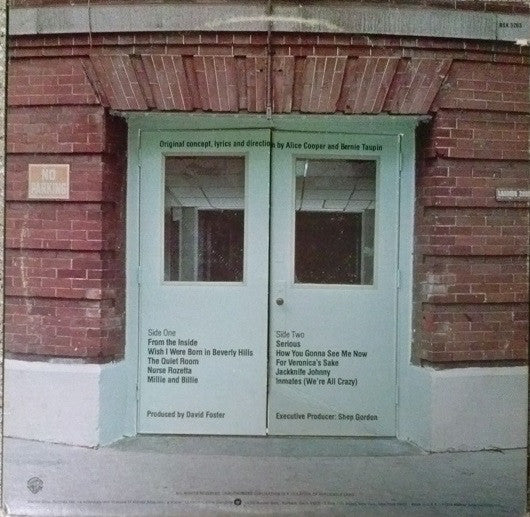 BSK 3263
Original concept, lyrics and direction by Alice Cooper and Bernie Taupin
NO
PARKING
Side One
From the Inside
Wish I Were Born in Beverly Hills
The Quiet Room
Nurse Rozetta
Millie and Billie
Side Two
Serious
How You Gonna See Me Now
For Veronica's Sake
Jackknife Johnny
Inmates (We're All Crazy)
Produced by David Foster
Executive Producer: Shep Gordon